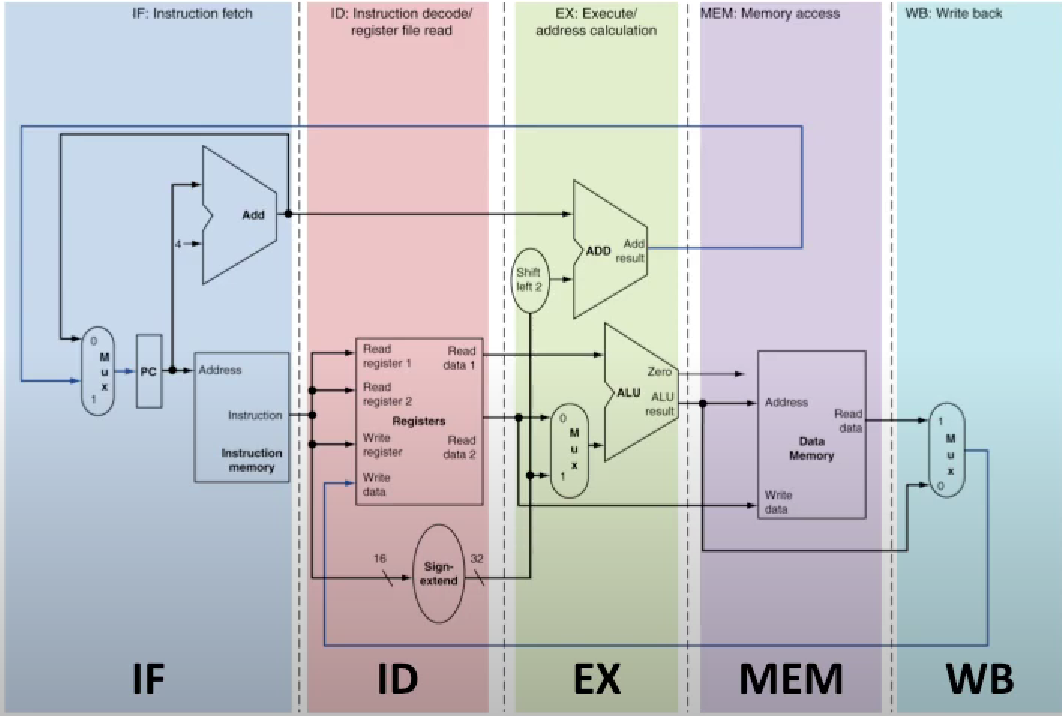 IF: Instruction fetch
ID: Instruction decode/
register file read
EX: Execute/
address calculation
MEM: Memory access
WB: Write back
Add
4
ADD
Add
result
Shift
left 2
0
M
u
x
1
PC
Address
Instruction
Instruction
memory
Read
register 1
Read
register 2
Write
register
Write
data
Registers
Read
data 1
Read
data 2
0
M
u
x
1
Zero
ALU
ALU
result
Address
Read
data
Data
Memory
Write
data
1
M
u
x
0
16
Sign-
extend
32
IF
ID
EX
MEM
WB